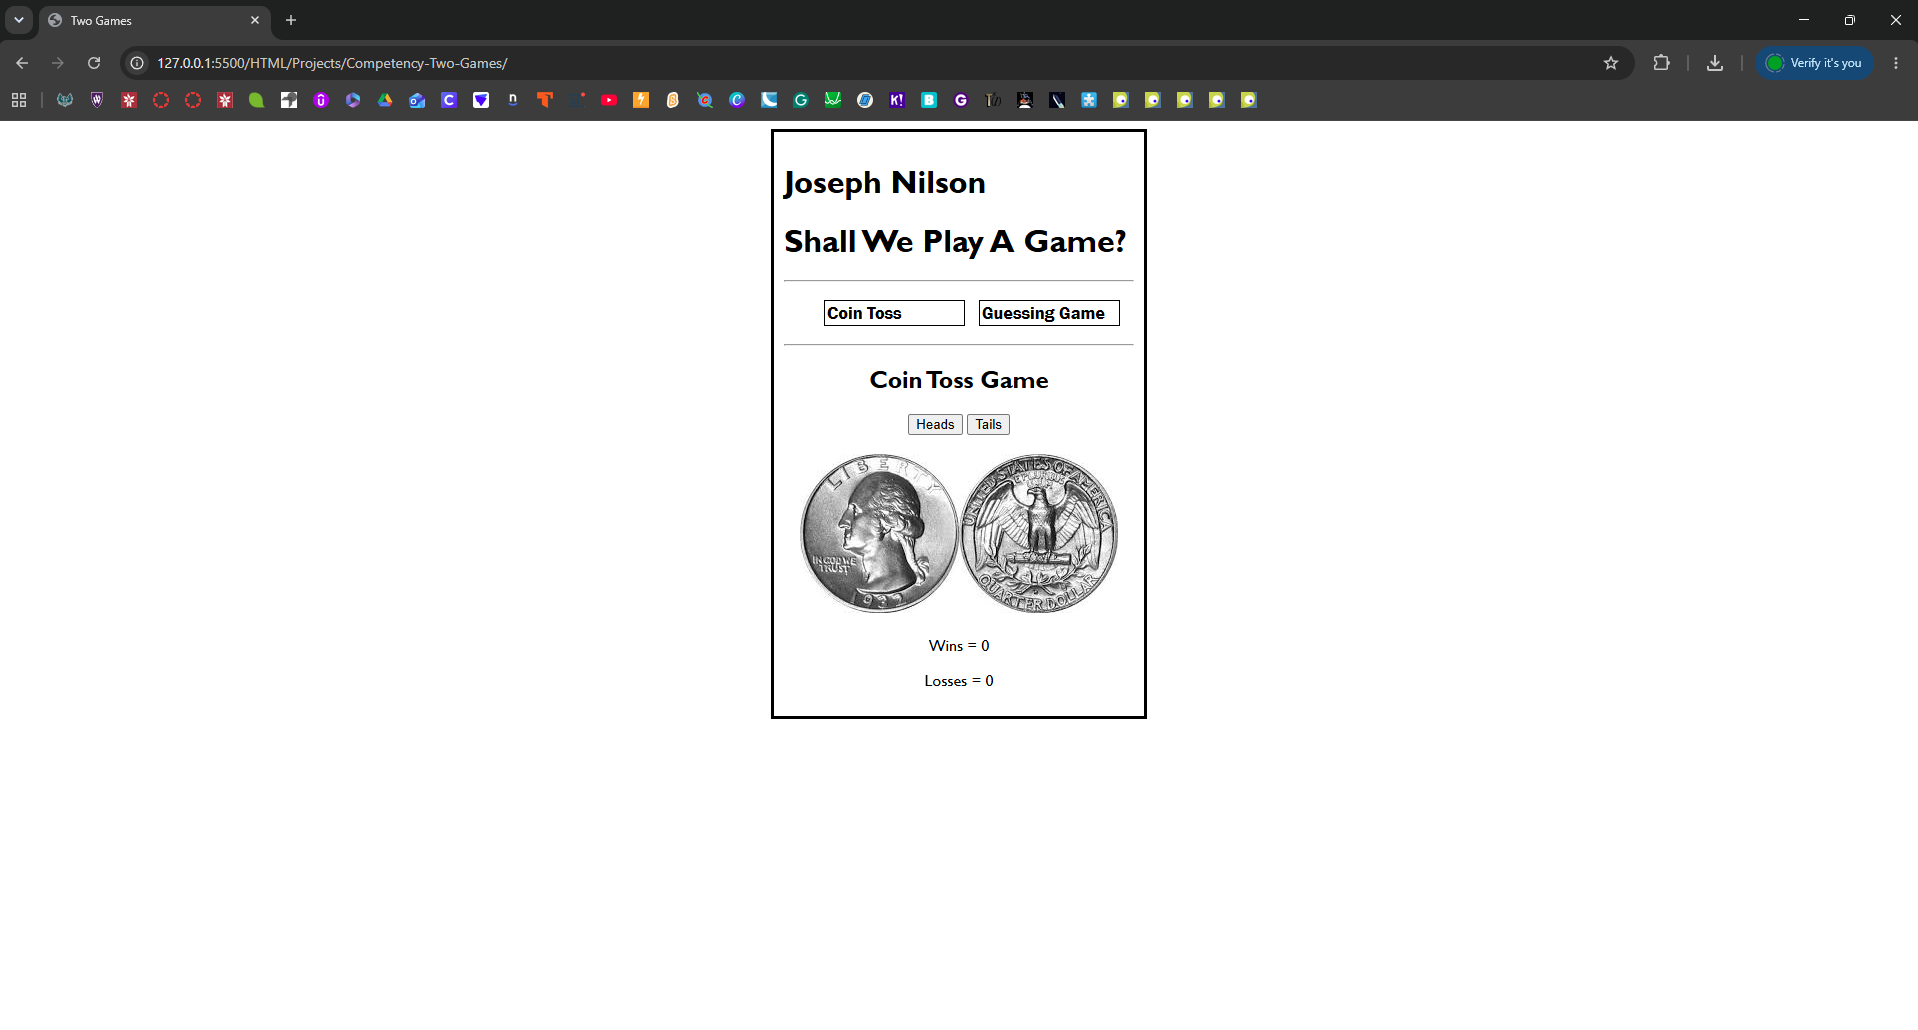 Two Games
127.0.0.1:5500/HTML/Projects/Competency-Two-Games/
Verify it's you
Joseph Nilson
Shall We Play A Game?
Coin Toss
Guessing Game
Coin Toss Game
Heads
Tails
LIBERTY
IN GOD WE
TRUST
1932
UNITED STATES OF AMERICA
E PLURIBUS
QUARTER DOLLAR
Wins = 0
Losses = 0